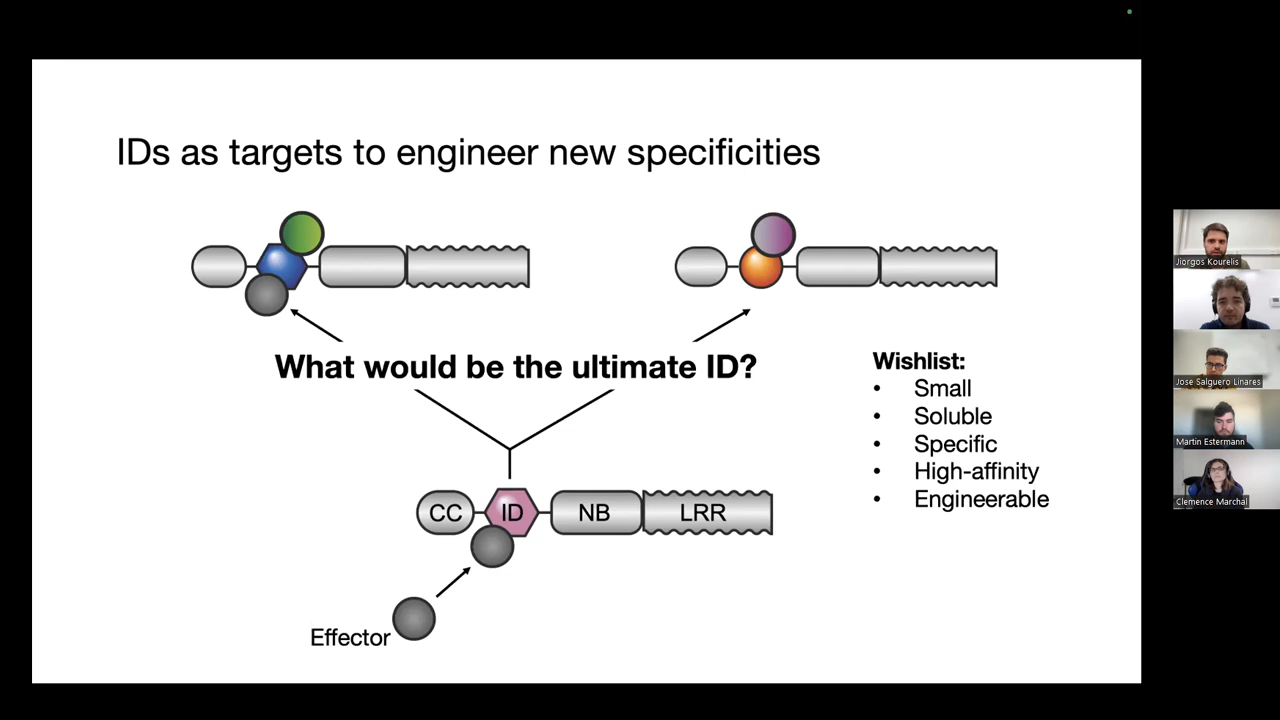 IDs as targets to engineer new specificities
What would be the ultimate ID?
Wishlist:
• Small
• Soluble
• Specific
• High-affinity
• Engineerable
CC
ID
NB
LRR
Effector
Jiorgos Kourelis
Jose Salguero Linares
Martin Estermann
Clemence Marchal